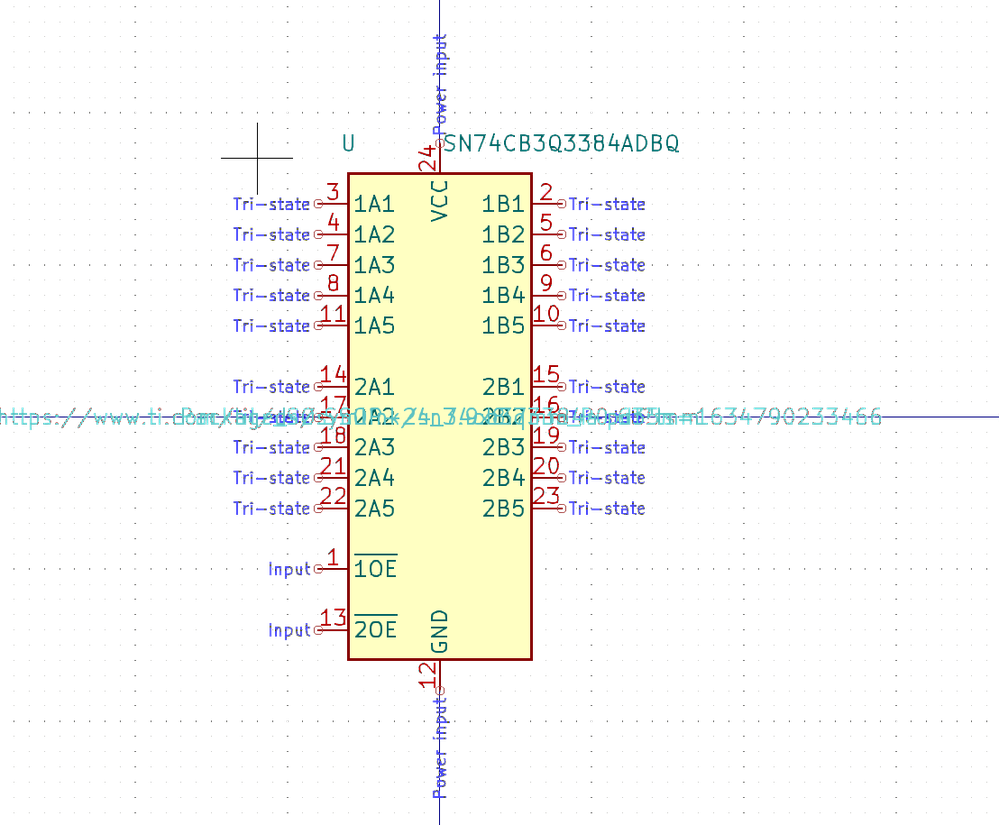 Power input
U SN74CB3Q3384ADBQ
24
VCC
Tri-state 3 1A1 1B1 2 Tri-state
Tri-state 4 1A2 1B2 5 Tri-state
Tri-state 7 1A3 1B3 6 Tri-state
Tri-state 8 1A4 1B4 9 Tri-state
Tri-state 11 1A5 1B5 10 Tri-state
Tri-state 14 2A1 2B1 15 Tri-state
17 2A2 2B2 16
Tri-state 18 2A3 2B3 19 Tri-state
Tri-state 21 2A4 2B4 20 Tri-state
Tri-state 22 2A5 2B5 23 Tri-state
Input 1 1OE
Input 13 2OE
GND
12
Power input